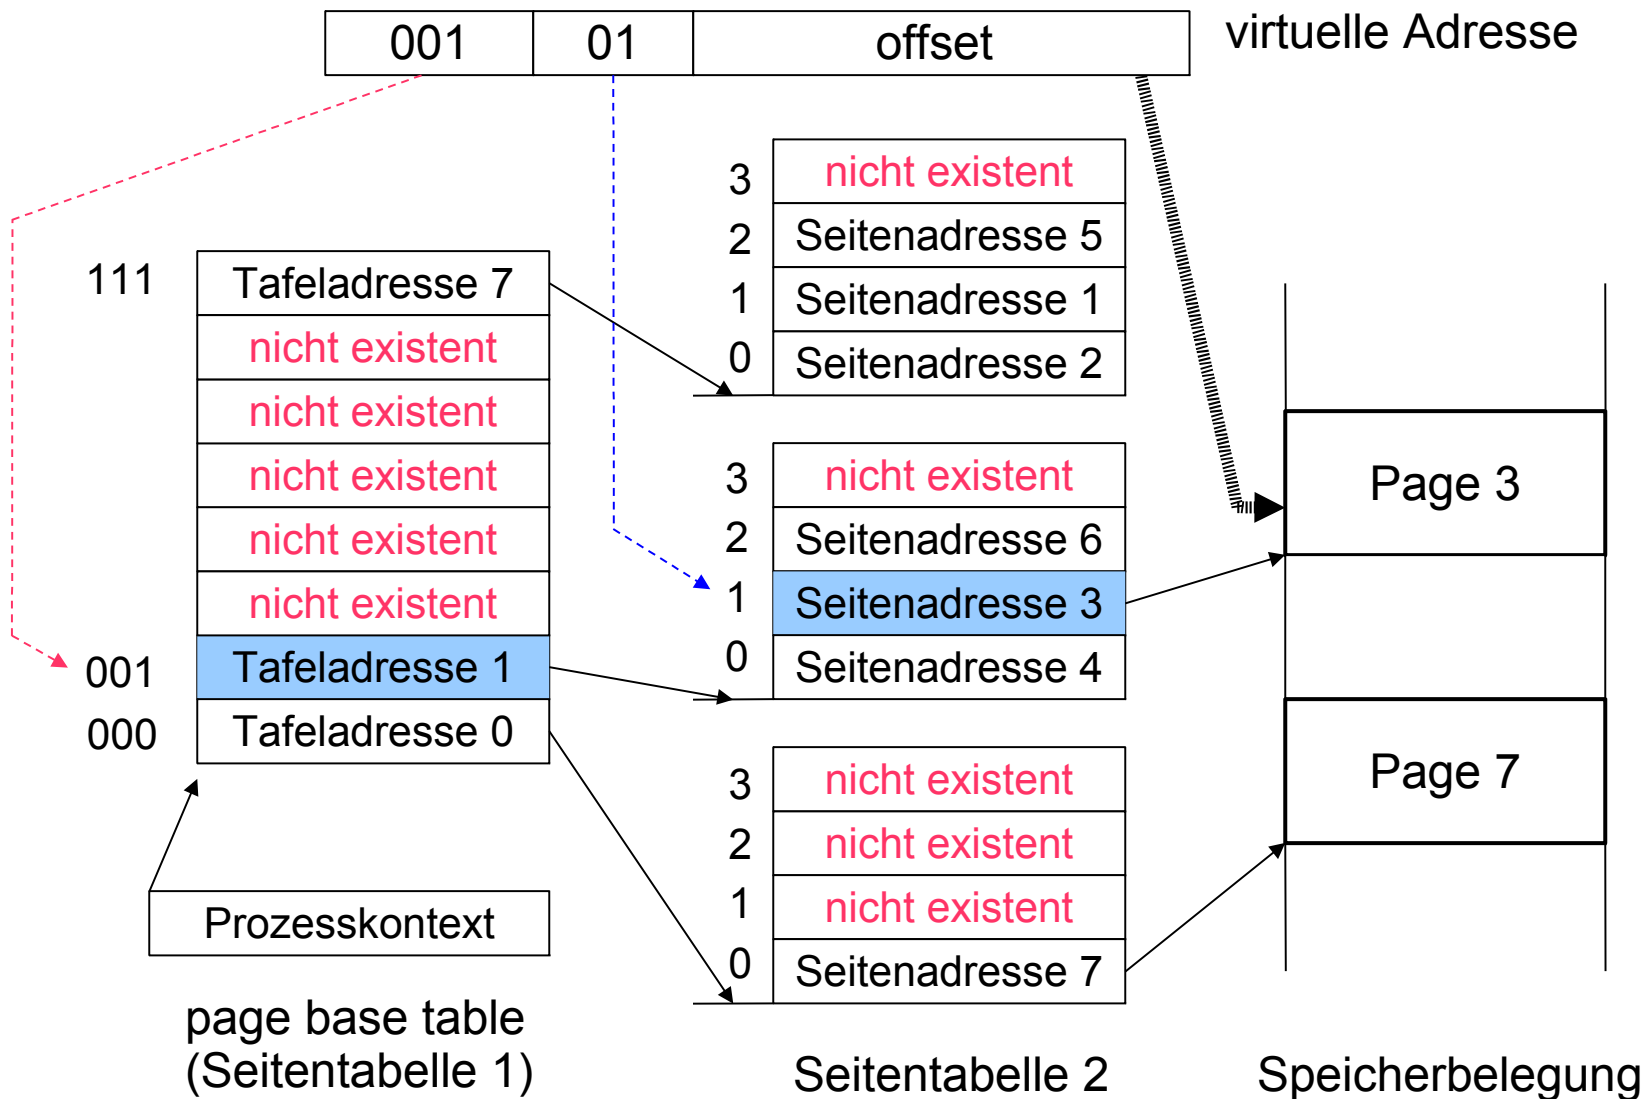 001 01 offset virtuelle Adresse
111 Tafeladresse 7
nicht existent
nicht existent
nicht existent
nicht existent
nicht existent
001 Tafeladresse 1
000 Tafeladresse 0
Prozesskontext
page base table
(Seitentabelle 1)
3 nicht existent
2 Seitenadresse 5
1 Seitenadresse 1
0 Seitenadresse 2
3 nicht existent
2 Seitenadresse 6
1 Seitenadresse 3
0 Seitenadresse 4
3 nicht existent
2 nicht existent
1 nicht existent
0 Seitenadresse 7
Seitentabelle 2
Page 3
Page 7
Speicherbelegung